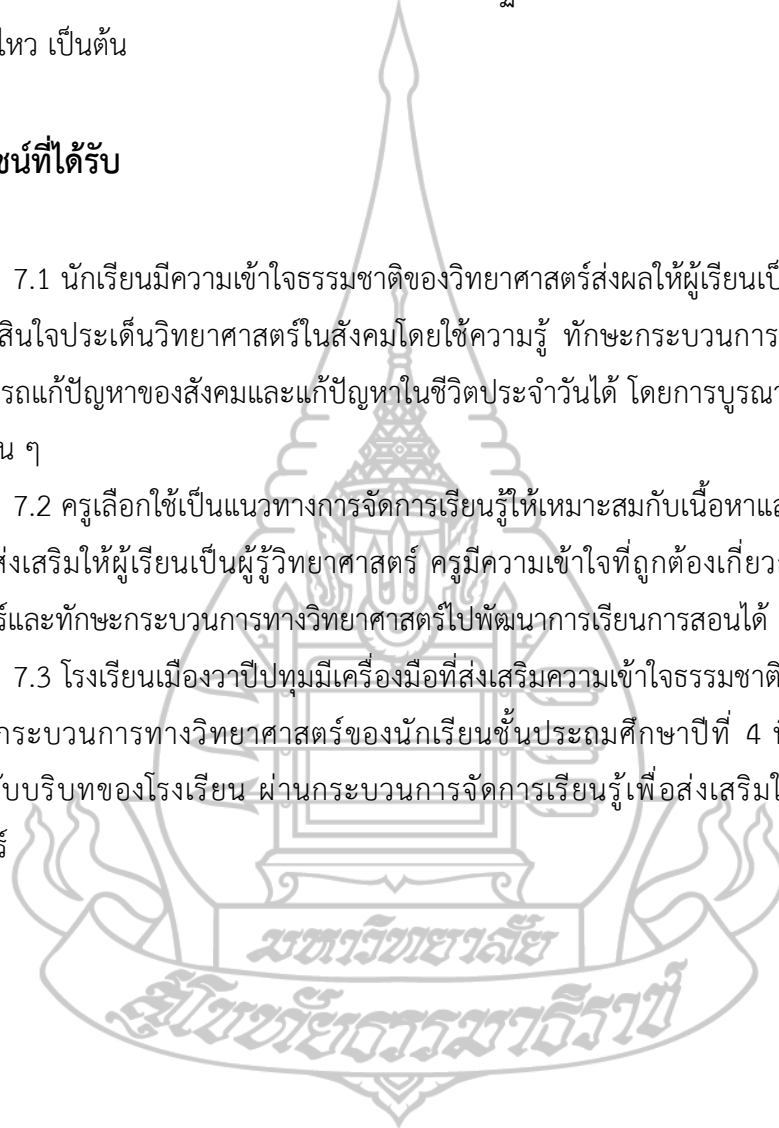 ไหว เป็นต้น
ชน์ที่ได้รับ
7.1 นักเรียนมีความเข้าใจธรรมชาติของวิทยาศาสตร์ส่งผลให้ผู้เรียนเป็
สินใจประเด็นวิทยาศาสตร์ในสังคมโดยใช้ความรู้ ทักษะกระบวนการ
รถแก้ปัญหาของสังคมและแก้ปัญหาในชีวิตประจำวันได้ โดยการบูรณา
น ๆ
7.2 ครูเลือกใช้เป็นแนวทางการจัดการเรียนรู้ให้เหมาะสมกับเนื้อหาแล
ส่งเสริมให้ผู้เรียนเป็นผู้รู้วิทยาศาสตร์ ครูมีความเข้าใจที่ถูกต้องเกี่ยว
ร์และทักษะกระบวนการทางวิทยาศาสตร์ไปพัฒนาการเรียนการสอนได้
7.3 โรงเรียนเมืองวาปีปทุมมีเครื่องมือที่ส่งเสริมความเข้าใจธรรมชาติ
กระบวนการทางวิทยาศาสตร์ของนักเรียนชั้นประถมศึกษาปีที่ 4 ที
ับบริบทของโรงเรียน ผ่านกระบวนการจัดการเรียนรู้เพื่อส่งเสริมใ
ร์
มหาวิทยาลัย
สุโขทัยธรรมาธิราช